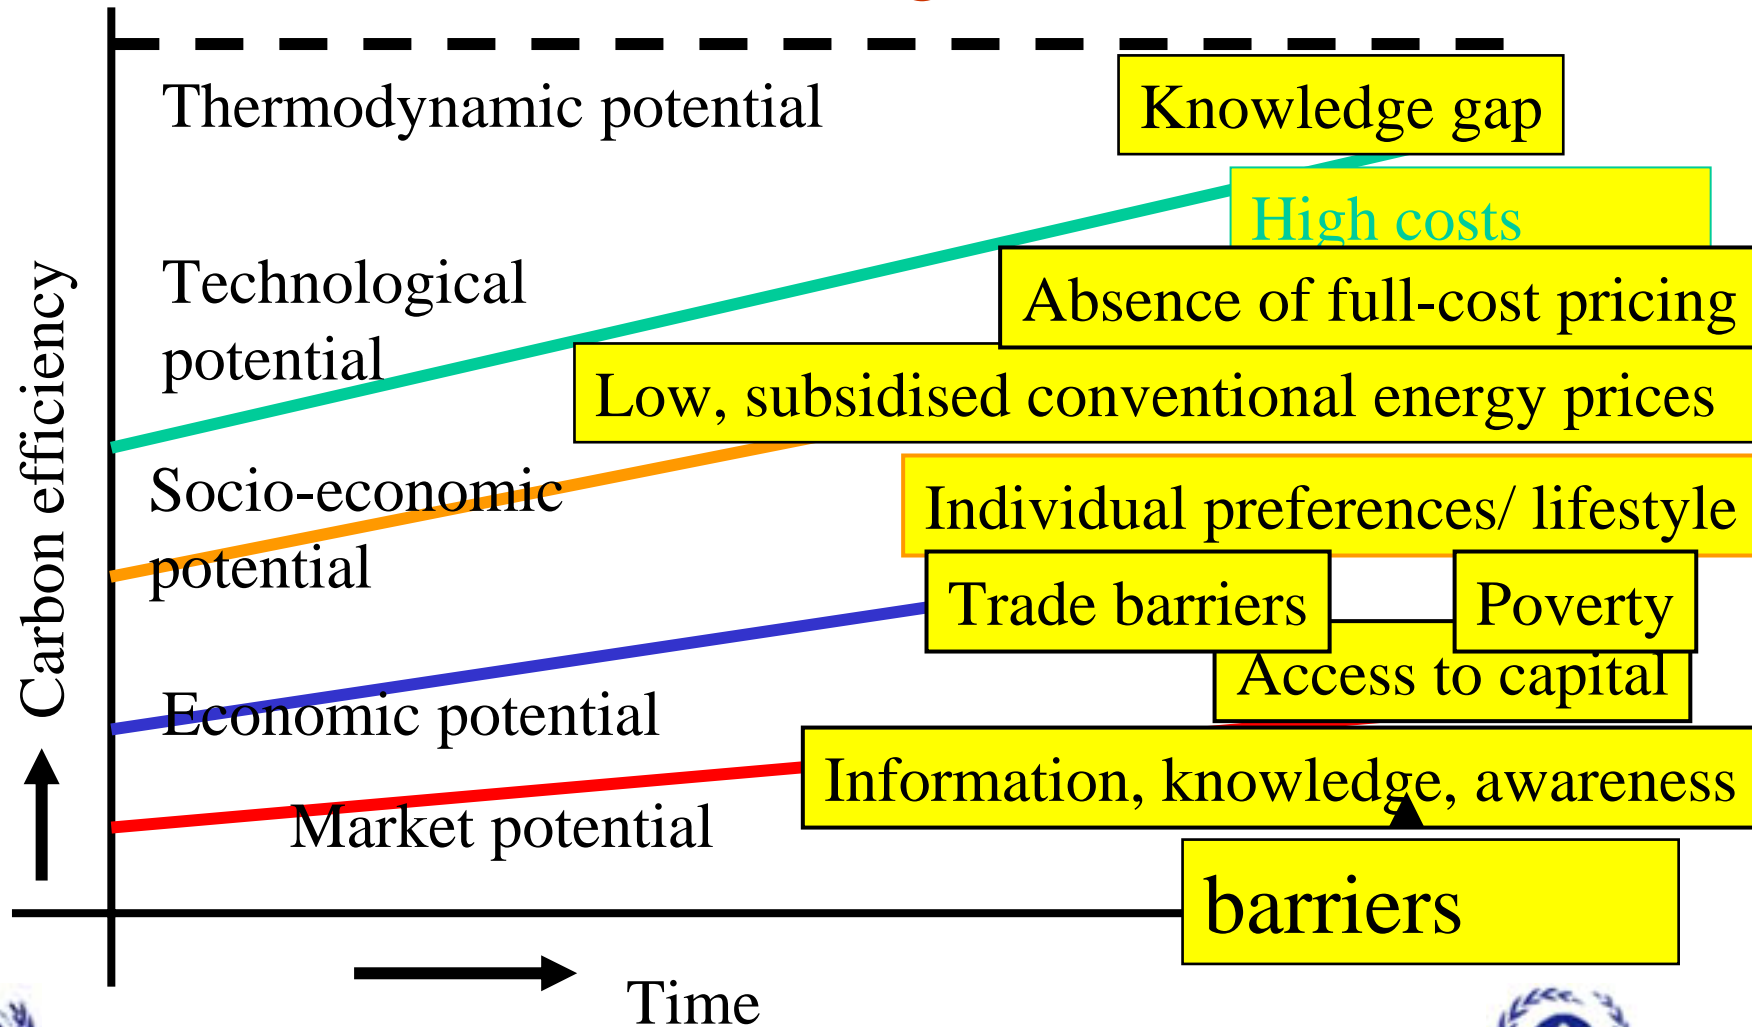 Thermodynamic potential
Knowledge gap
High costs
Technological
potential
Absence of full-cost pricing
Low, subsidised conventional energy prices
Socio-economic
potential
Individual preferences/ lifestyle
Trade barriers
Poverty
Access to capital
Economic potential
Information, knowledge, awareness
Market potential
barriers
Carbon efficiency
Time